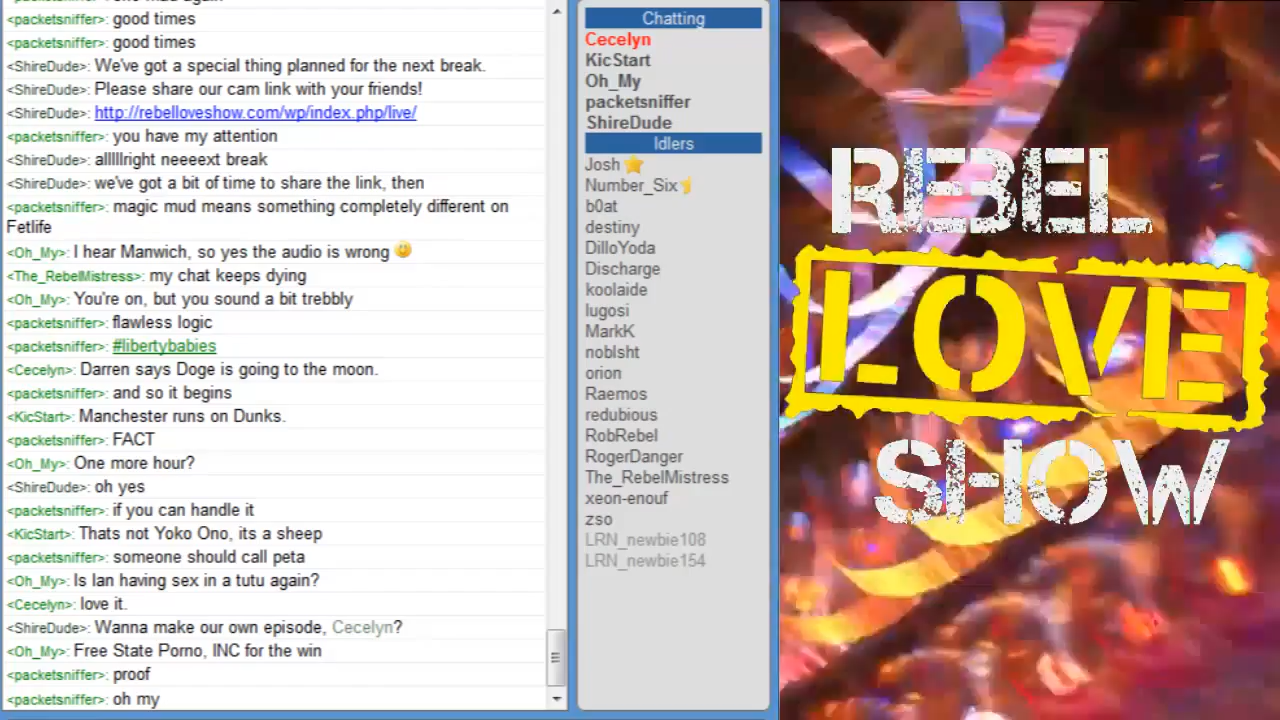 <packetsniffer>: good times
<packetsniffer>: good times
<ShireDude>: We've got a special thing planned for the next break.
<ShireDude>: Please share our cam link with your friends!
<ShireDude>: http://rebelloveshow.com/wp/index.php/live/
<packetsniffer>: you have my attention
<ShireDude>: alllllright neeeext break
<ShireDude>: we've got a bit of time to share the link, then
<packetsniffer>: magic mud means something completely different on
Fetlife
<Oh_My>: I hear Manwich, so yes the audio is wrong
<The_RebelMistress>: my chat keeps dying
<Oh_My>: You're on, but you sound a bit trebbly
<packetsniffer>: flawless logic
<packetsniffer>: #libertybabies
<Cecelyn>: Darren says Doge is going to the moon.
<packetsniffer>: and so it begins
<KicStart>: Manchester runs on Dunks.
<packetsniffer>: FACT
<Oh_My>: One more hour?
<ShireDude>: oh yes
<packetsniffer>: if you can handle it
<KicStart>: Thats not Yoko Ono, its a sheep
<packetsniffer>: someone should call peta
<Oh_My>: Is Ian having sex in a tutu again?
<Cecelyn>: love it.
<ShireDude>: Wanna make our own episode, Cecelyn?
<Oh_My>: Free State Porno, INC for the win
<packetsniffer>: proof
<packetsniffer>: oh my
Chatting
Cecelyn
KicStart
Oh_My
packetsniffer
ShireDude
Idlers
Josh
Number_Six
b0at
destiny
DilloYoda
Discharge
koolaide
lugosi
MarkK
noblsht
orion
Raemos
redubious
RobRebel
RogerDanger
The_RebelMistress
xeon-enouf
zso
LRN_newbie108
LRN_newbie154
REBEL
LOVE
SHOW